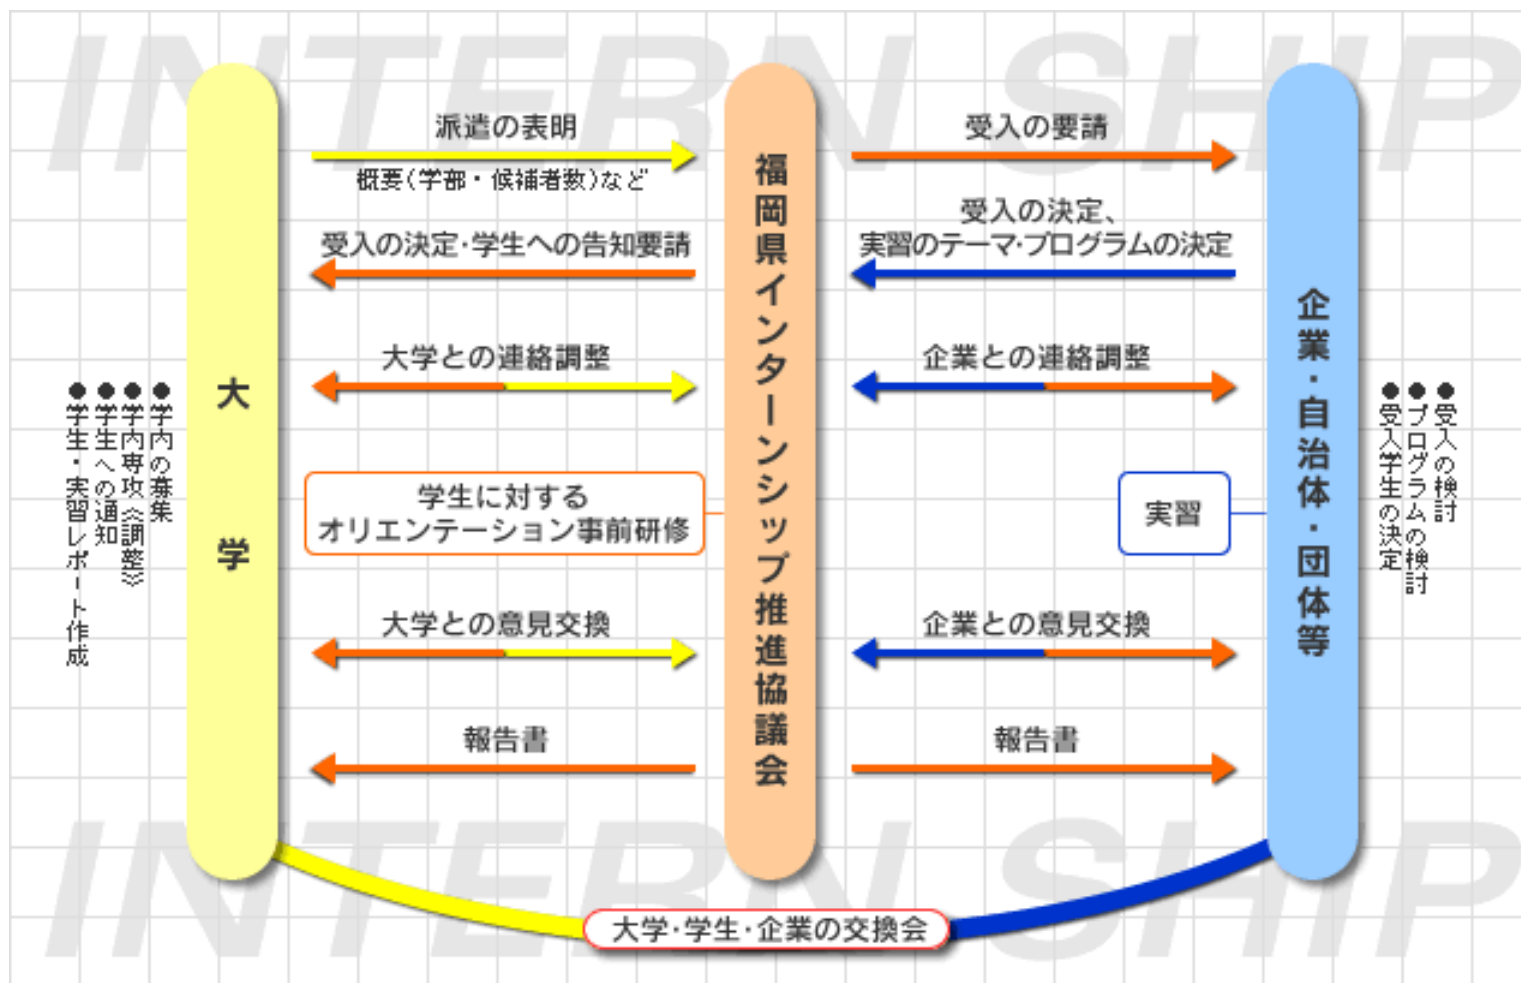 INTERN SHIP
大学
福岡県インターンシップ推進協議会
企業・自治体・団体等
派遣の表明
概要(学部・候補者数)など
受入の要請
受入の決定・学生への告知要請
受入の決定、
実習のテーマ・プログラムの決定
大学との連絡調整
企業との連絡調整
●学内の募集
●学内専攻《調整》
●学生への通知
●学生・実習レポート作成
●受入の検討
●プログラムの検討
●受入学生の決定
学生に対する
オリエンテーション事前研修
実習
大学との意見交換
企業との意見交換
報告書
報告書
大学・学生・企業の交換会
INTERN SHIP